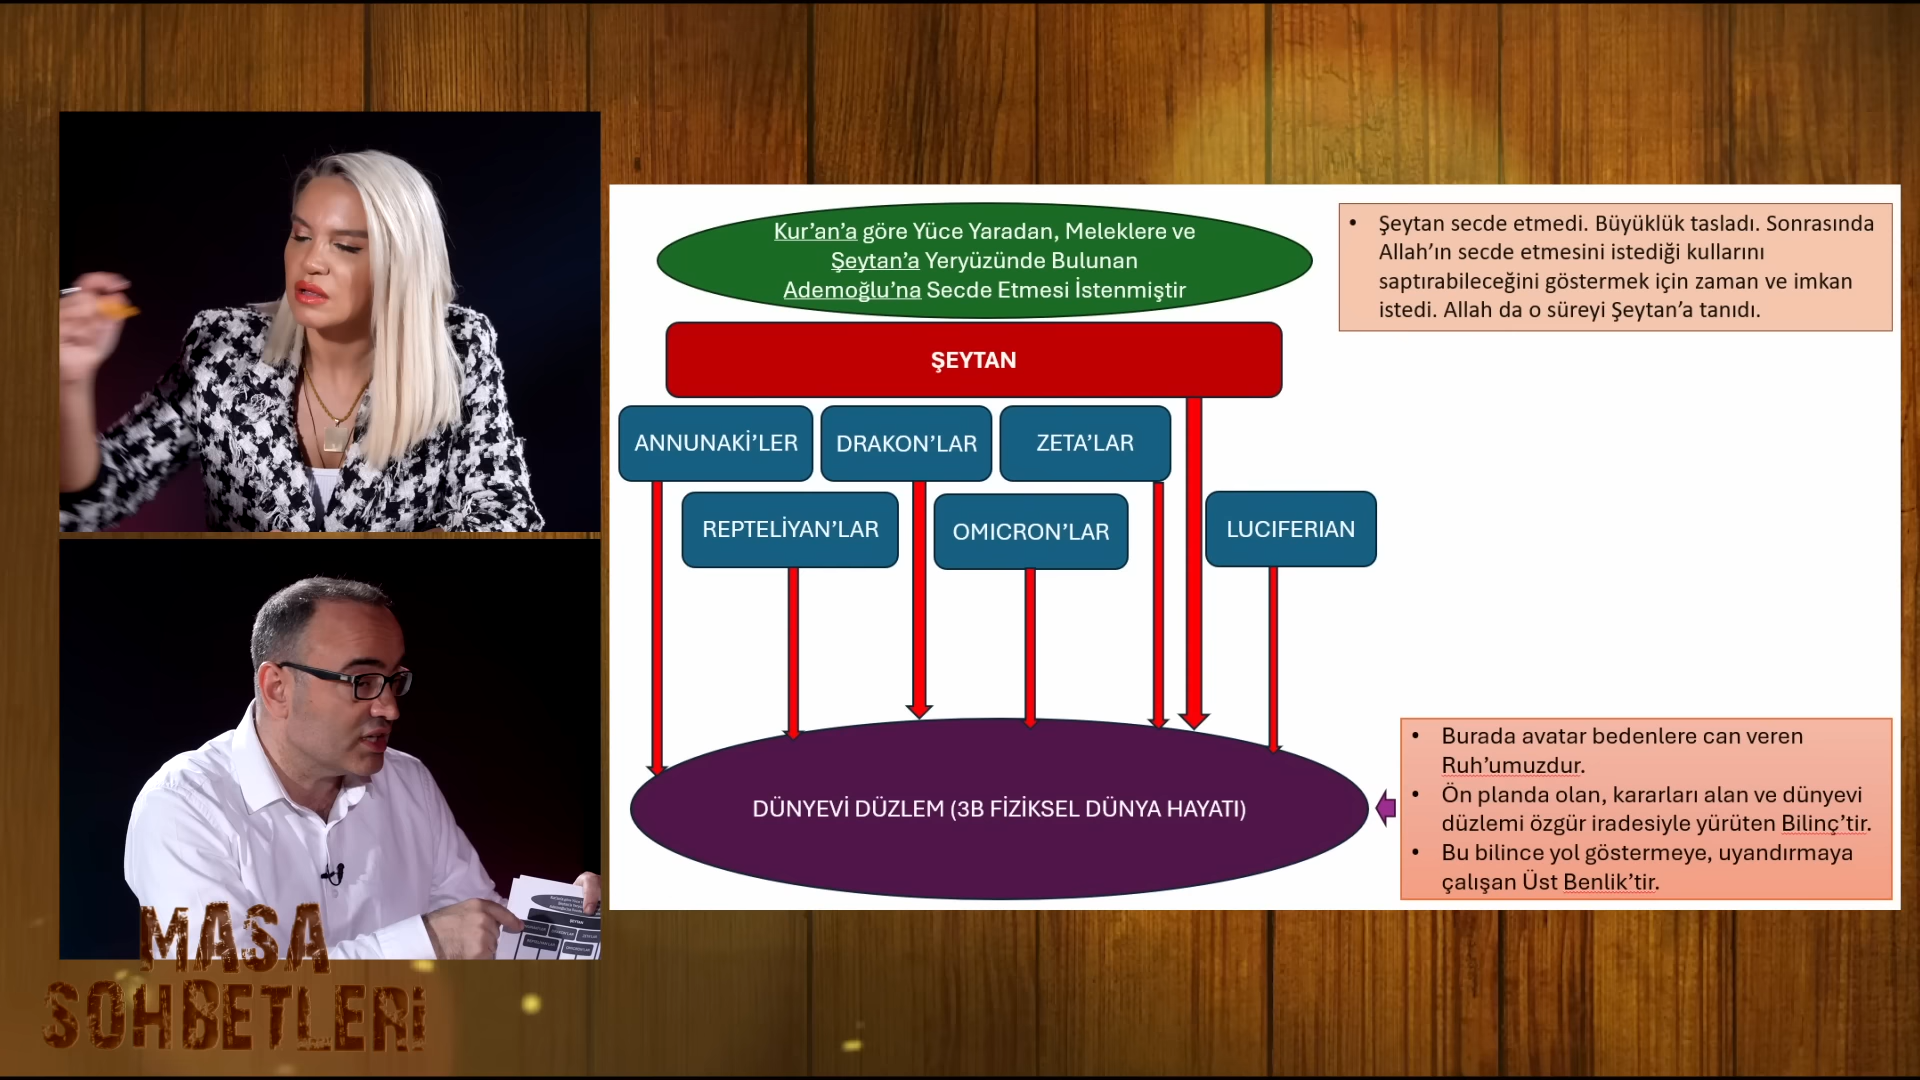 Kur'an'a göre Yüce Yaradan, Meleklere ve
Şeytan'a Yeryüzünde Bulunan
Ademoğlu'na Secde Etmesi İstenmiştir
• Şeytan secde etmedi. Büyüklük tasladı. Sonrasında
Allah'ın secde etmesini istediği kullarını
saptırabileceğini göstermek için zaman ve imkan
istedi. Allah da o süreyi Şeytan'a tanıdı.
ŞEYTAN
ANNUNAKİ'LER
DRAKON'LAR
ZETA'LAR
REPTELİYAN'LAR
OMICRON'LAR
LUCIFERIAN
DÜNYEVİ DÜZLEM (3B FİZİKSEL DÜNYA HAYATI)
• Burada avatar bedenlere can veren
Ruh'umuzdur.
• Ön planda olan, kararları alan ve dünyevi
düzlemi özgür iradesiyle yürüten Bilinç'tir.
• Bu bilince yol göstermeye, uyandırmaya
çalışan Üst Benlik'tir.
MASA
SOHBETLERİ